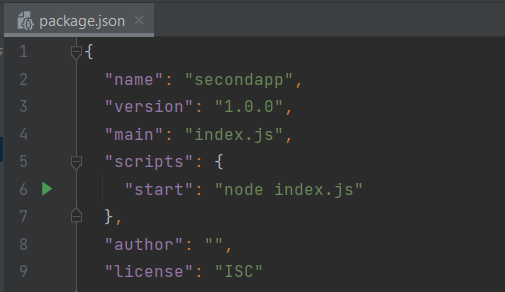 package.json
1 {
2 "name": "secondapp",
3 "version": "1.0.0",
4 "main": "index.js",
5 "scripts": {
6 "start": "node index.js"
7 },
8 "author": "",
9 "license": "ISC"